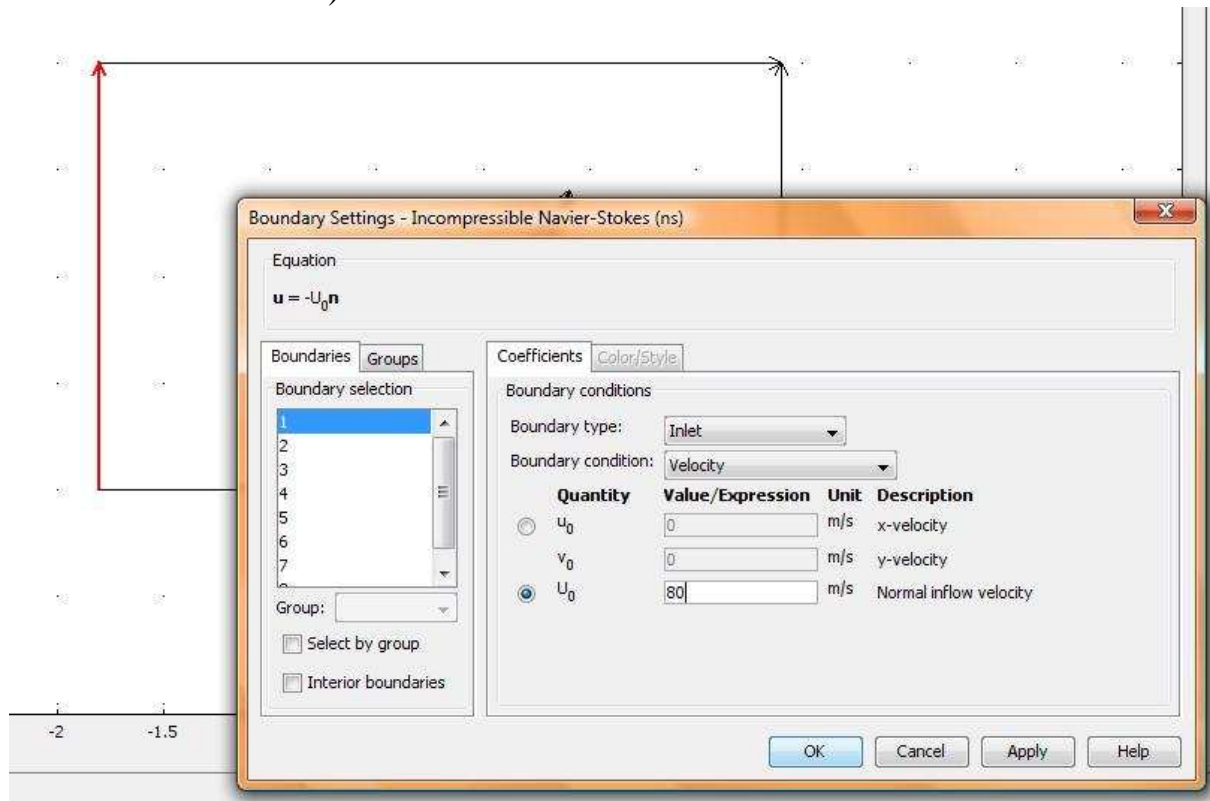 )
Boundary Settings - Incompressible Navier-Stokes (ns)
X
Equation
u = -U0n
Boundaries Groups
Coefficients Color/Style
Boundary selection
1
2
3
4
5
6
7
Group:
Select by group
Interior boundaries
Boundary conditions
Boundary type: Inlet
Boundary condition: Velocity
Quantity Value/Expression Unit Description
u0 0 m/s x-velocity
v0 0 m/s y-velocity
U0 80 m/s Normal inflow velocity
-2 -1.5
OK Cancel Apply Help